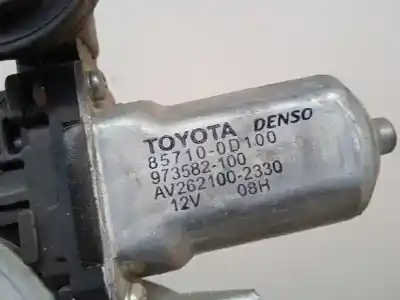 TOYOTA DENSO
85710-0D100
973582-100
AV262100-2330
12V 08H